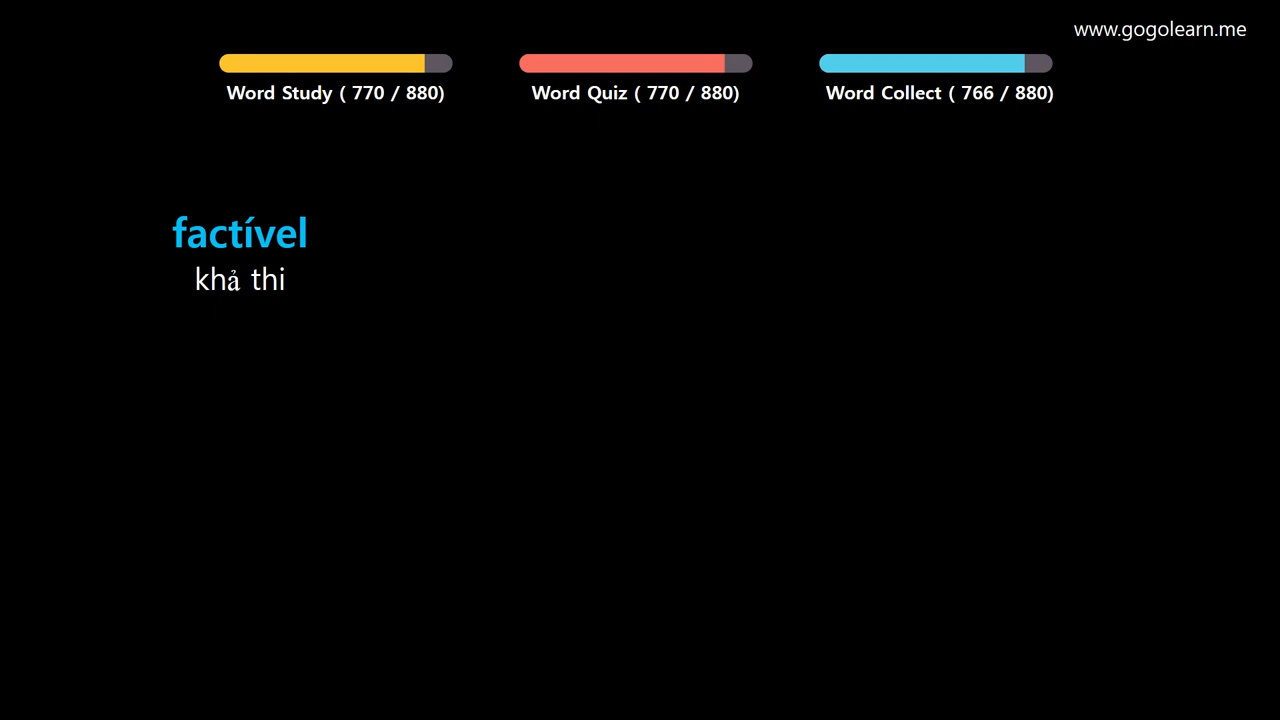 www.gogolearn.me
Word Study ( 770 / 880)
Word Quiz ( 770 / 880)
Word Collect ( 766 / 880)
factível
khả thi